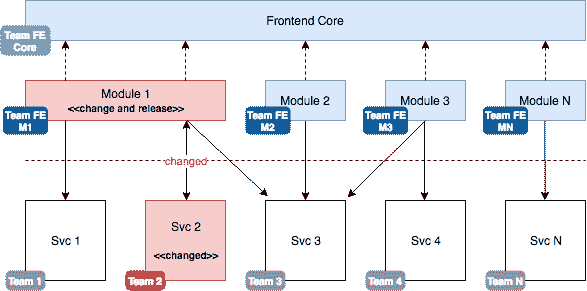 Frontend Core
Team FE
Core
Module 1
<<change and release>>
Team FE
M1
Module 2
Team FE
M2
Module 3
Team FE
M3
Module N
Team FE
MN
changed
Svc 1
Team 1
Svc 2
<<changed>>
Team 2
Svc 3
Team 3
Svc 4
Team 4
Svc N
Team N